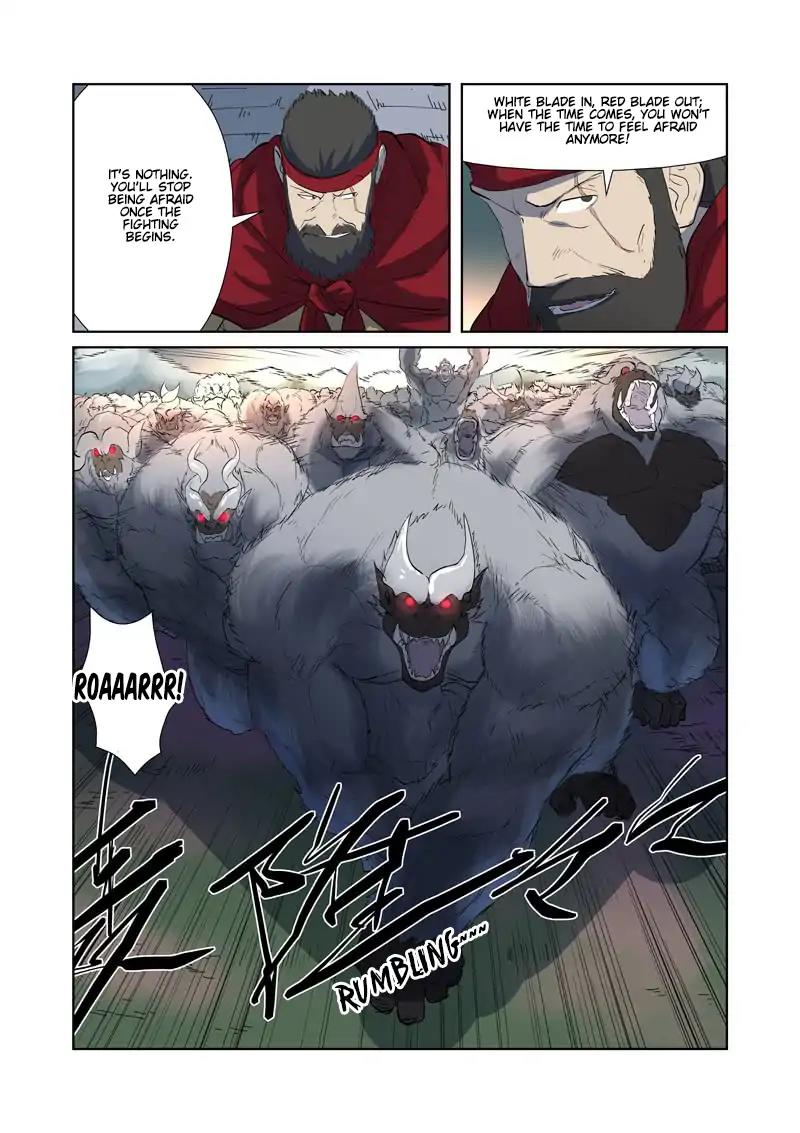 IT'S NOTHING.
YOU'LL STOP
BEING AFRAID
ONCE THE
FIGHTING
BEGINS.
WHITE BLADE IN, RED BLADE OUT;
WHEN THE TIME COMES, YOU WON'T
HAVE THE TIME TO FEEL AFRAID
ANYMORE!
ROAAARRR!
RUMBLING~~~